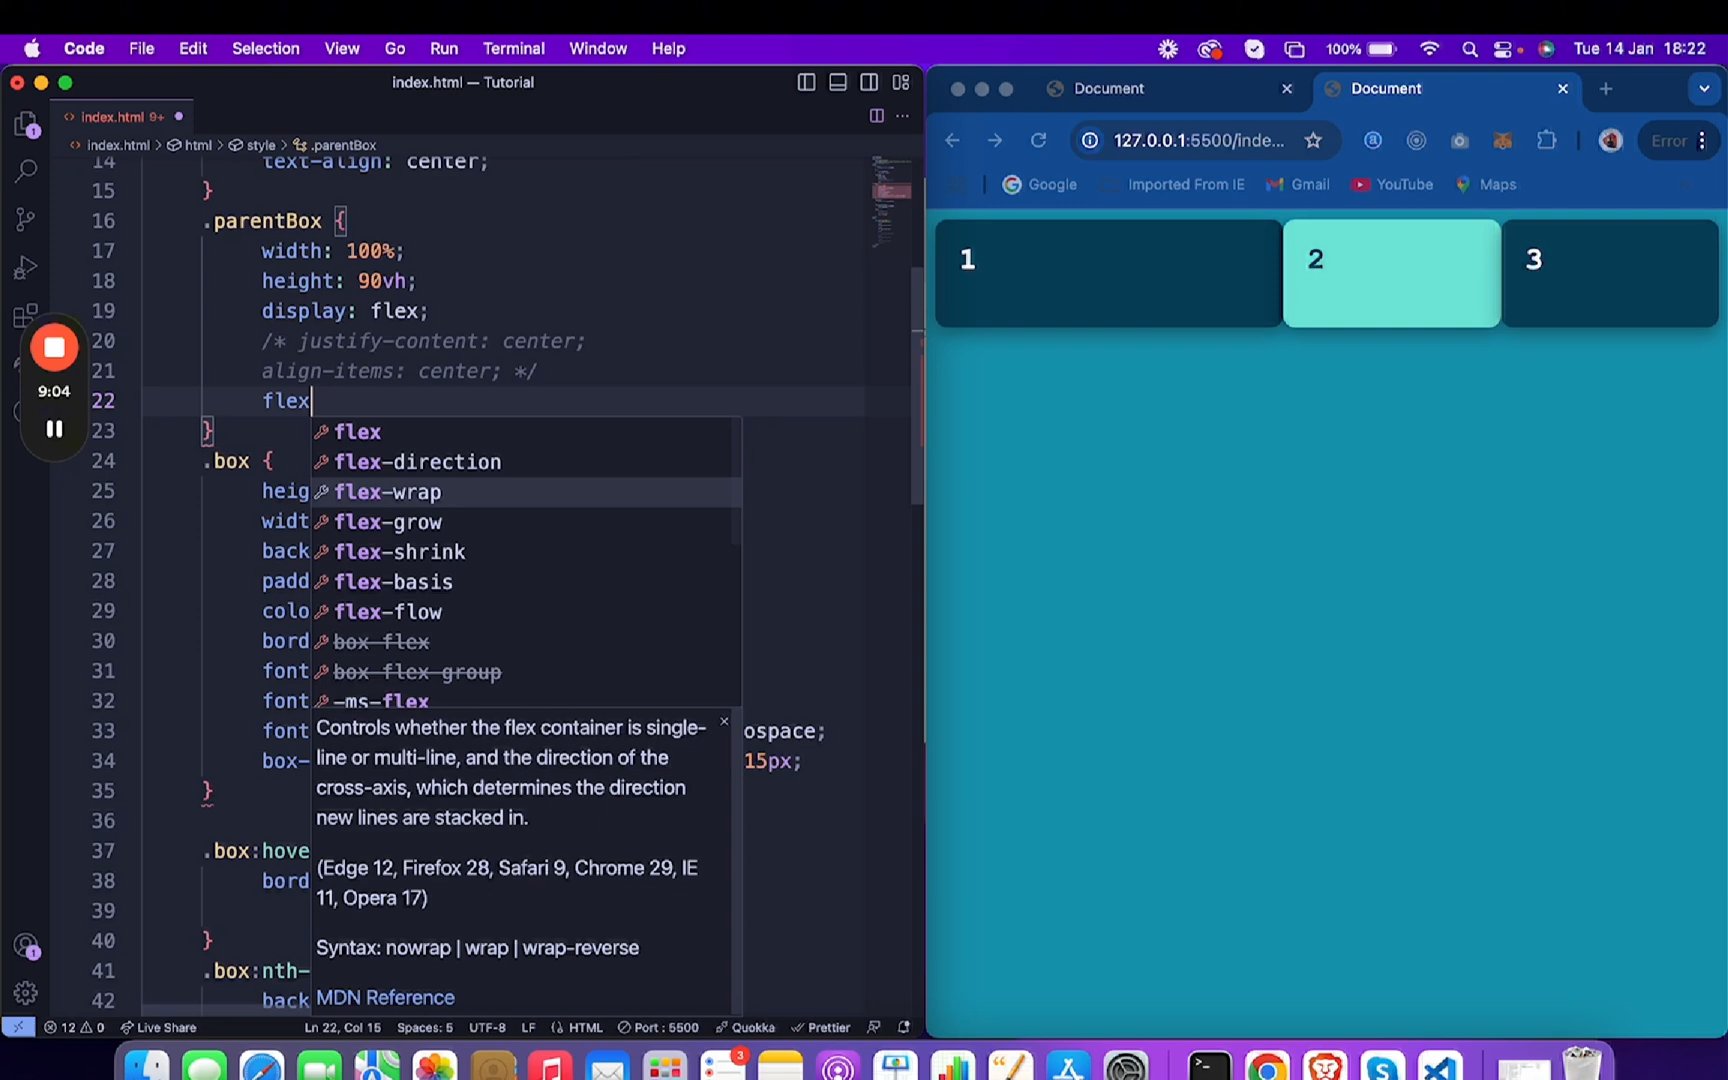 Code File Edit Selection View Go Run Terminal Window Help
100% Tue 14 Jan 18:22
index.html — Tutorial
index.html 9+
index.html > html > style > .parentBox
14 text-align: center;
15 }
16 .parentBox {
17 width: 100%;
18 height: 90vh;
19 display: flex;
20 /* justify-content: center;
21 align-items: center; */
22 flex
23 }
24 .box {
25 heig
26 widt
27 back
28 padd
29 colo
30 bord
31 font
32 font
33 font ospace;
34 box- 15px;
35 }
36
37 .box:hove
38 bord
39
40 }
41 .box:nth-
42 back
flex
flex-direction
flex-wrap
flex-grow
flex-shrink
flex-basis
flex-flow
box-flex
box-flex-group
-ms-flex
Controls whether the flex container is single-
line or multi-line, and the direction of the
cross-axis, which determines the direction
new lines are stacked in.
(Edge 12, Firefox 28, Safari 9, Chrome 29, IE
11, Opera 17)
Syntax: nowrap | wrap | wrap-reverse
MDN Reference
1
9:04
1
12 0 Live Share Ln 22, Col 15 Spaces: 5 UTF-8 LF HTML Port : 5500 Quokka Prettier
Document
Document
127.0.0.1:5500/inde...
Error
Google Imported From IE Gmail YouTube Maps
1 2 3
3